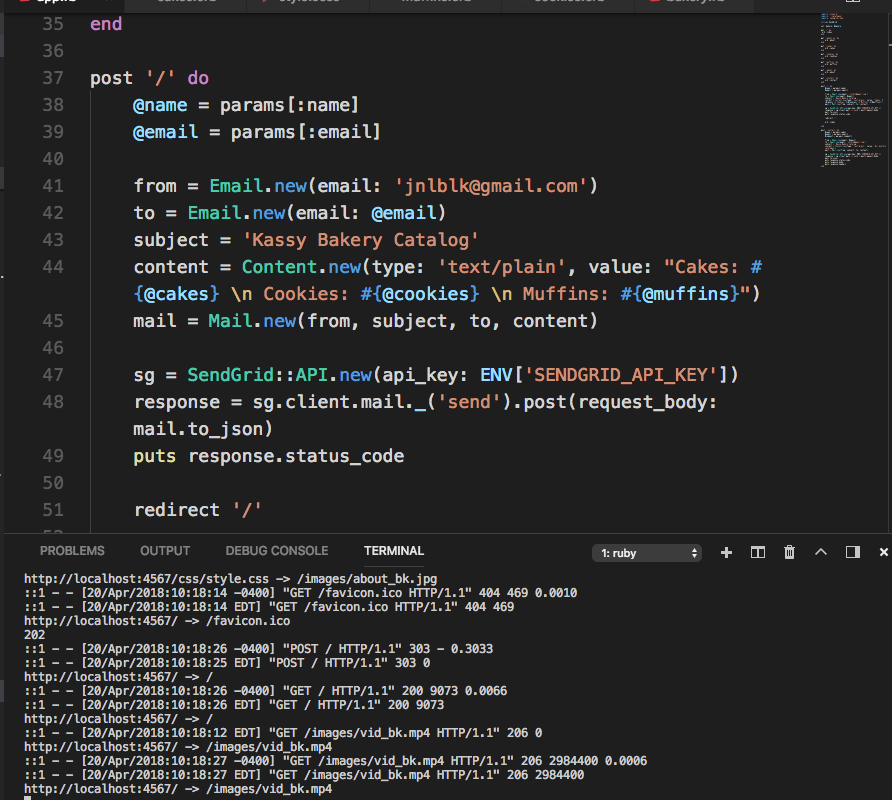 35 end
36
37 post '/' do
38 @name = params[:name]
39 @email = params[:email]
40
41 from = Email.new(email: 'jnlblk@gmail.com')
42 to = Email.new(email: @email)
43 subject = 'Kassy Bakery Catalog'
44 content = Content.new(type: 'text/plain', value: "Cakes: #
{@cakes} \n Cookies: #{@cookies} \n Muffins: #{@muffins}")
45 mail = Mail.new(from, subject, to, content)
46
47 sg = SendGrid::API.new(api_key: ENV['SENDGRID_API_KEY'])
48 response = sg.client.mail._('send').post(request_body:
mail.to_json)
49 puts response.status_code
50
51 redirect '/'
PROBLEMS OUTPUT DEBUG CONSOLE TERMINAL 1: ruby
http://localhost:4567/css/style.css -> /images/about_bk.jpg
::1 - - [20/Apr/2018:10:18:14 -0400] "GET /favicon.ico HTTP/1.1" 404 469 0.0010
::1 - - [20/Apr/2018:10:18:14 EDT] "GET /favicon.ico HTTP/1.1" 404 469
http://localhost:4567/ -> /favicon.ico
202
::1 - - [20/Apr/2018:10:18:26 -0400] "POST / HTTP/1.1" 303 - 0.3033
::1 - - [20/Apr/2018:10:18:25 EDT] "POST / HTTP/1.1" 303 0
http://localhost:4567/ -> /
::1 - - [20/Apr/2018:10:18:26 -0400] "GET / HTTP/1.1" 200 9073 0.0066
::1 - - [20/Apr/2018:10:18:26 EDT] "GET / HTTP/1.1" 200 9073
http://localhost:4567/ -> /
::1 - - [20/Apr/2018:10:18:12 EDT] "GET /images/vid_bk.mp4 HTTP/1.1" 206 0
http://localhost:4567/ -> /images/vid_bk.mp4
::1 - - [20/Apr/2018:10:18:27 -0400] "GET /images/vid_bk.mp4 HTTP/1.1" 206 2984400 0.0006
::1 - - [20/Apr/2018:10:18:27 EDT] "GET /images/vid_bk.mp4 HTTP/1.1" 206 2984400
http://localhost:4567/ -> /images/vid_bk.mp4